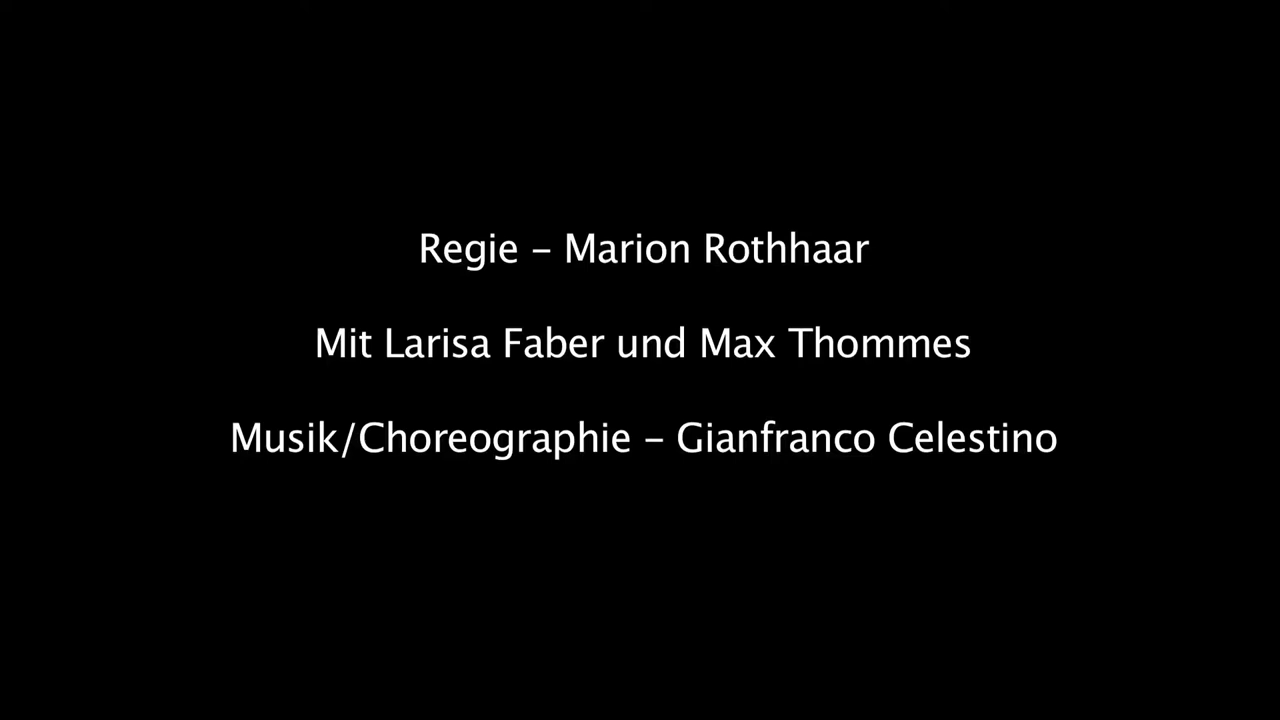 Regie – Marion Rothhaar
Mit Larisa Faber und Max Thommes
Musik/Choreographie – Gianfranco Celestino